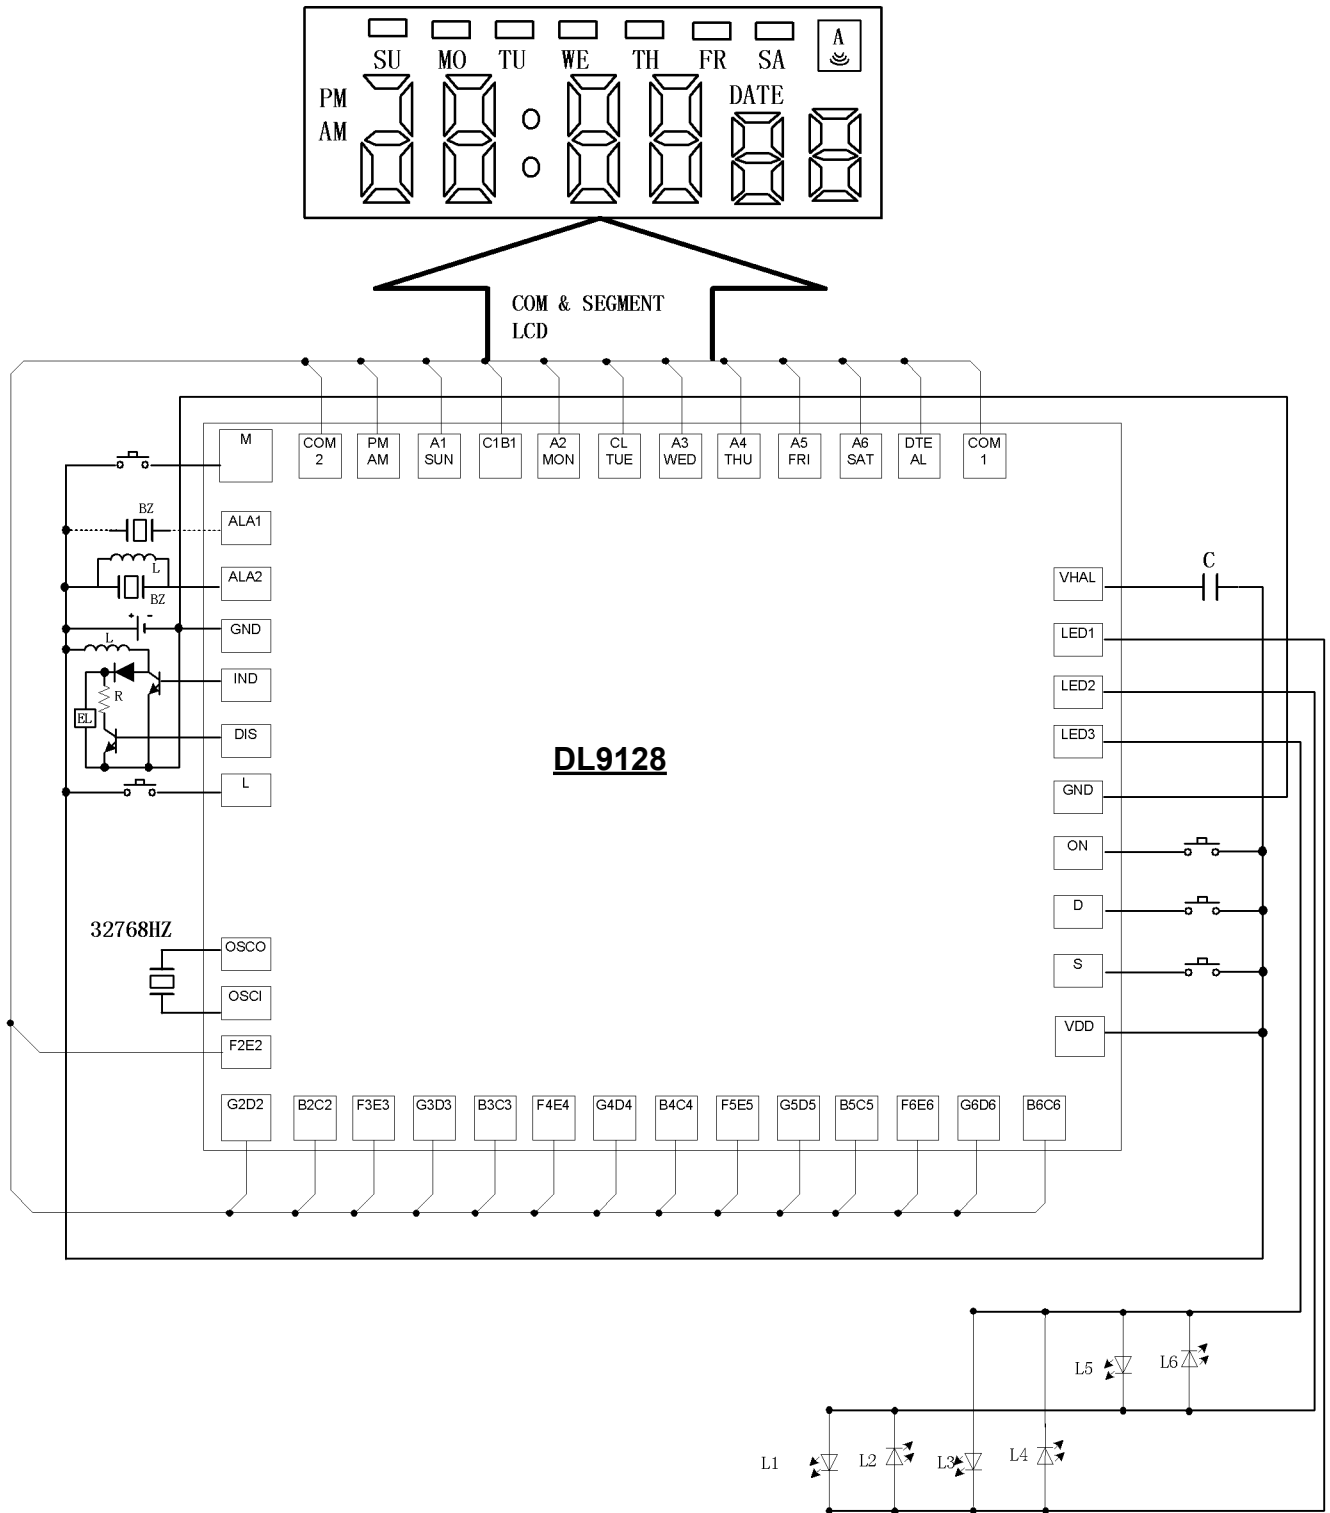 SU MO TU WE TH FR SA A
PM
AM
DATE
COM & SEGMENT
LCD
M
COM
2
PM
AM
A1
SUN
C1B1
A2
MON
CL
TUE
A3
WED
A4
THU
A5
FRI
A6
SAT
DTE
AL
COM
1
BZ
ALA1
L
BZ
ALA2
+ -
GND
L
IND
R
EL
DIS
L
DL9128
C
VHAL
LED1
LED2
LED3
GND
ON
D
S
VDD
32768HZ
OSCO
OSCI
F2E2
G2D2 B2C2 F3E3 G3D3 B3C3 F4E4 G4D4 B4C4 F5E5 G5D5 B5C5 F6E6 G6D6 B6C6
L5 L6
L1 L2 L3 L4